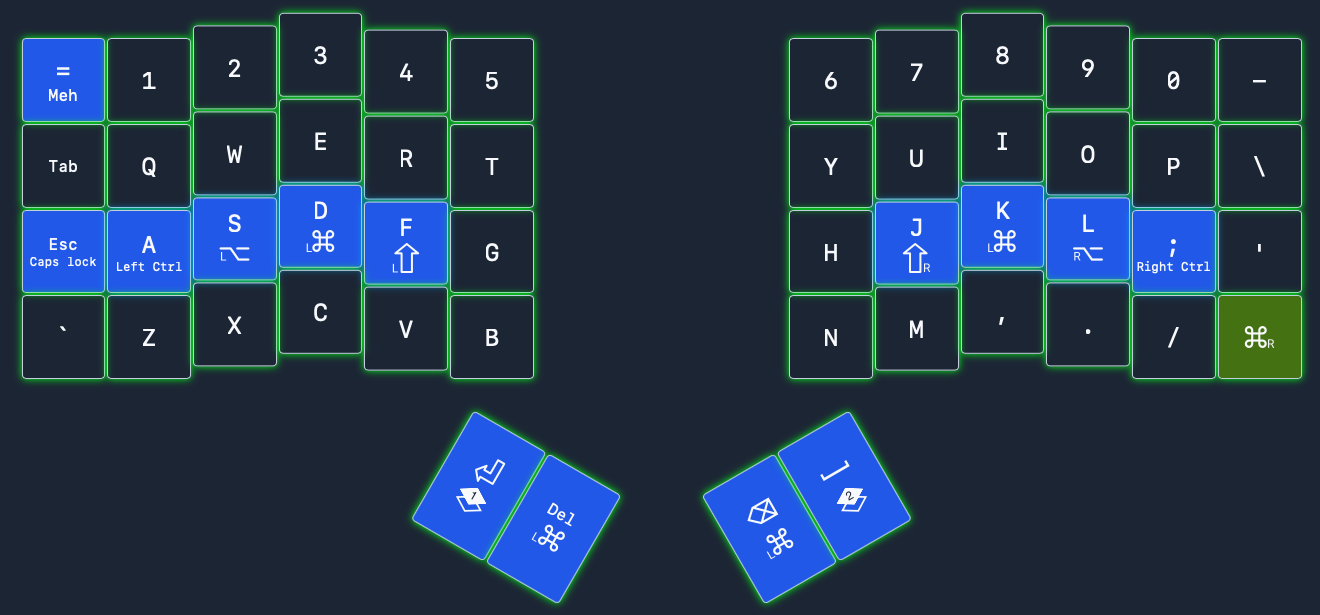 = 1 2 3 4 5 6 7 8 9 0 −
Meh
Tab Q W E R T Y U I O P \
Esc A S D F G H J K L ; '
Caps lock Left Ctrl L⌥ L⌘ L⇧ ⇧R L⌘ R⌥ Right Ctrl
` Z X C V B N M , . / ⌘R
1 2
Del
L⌘ L⌘